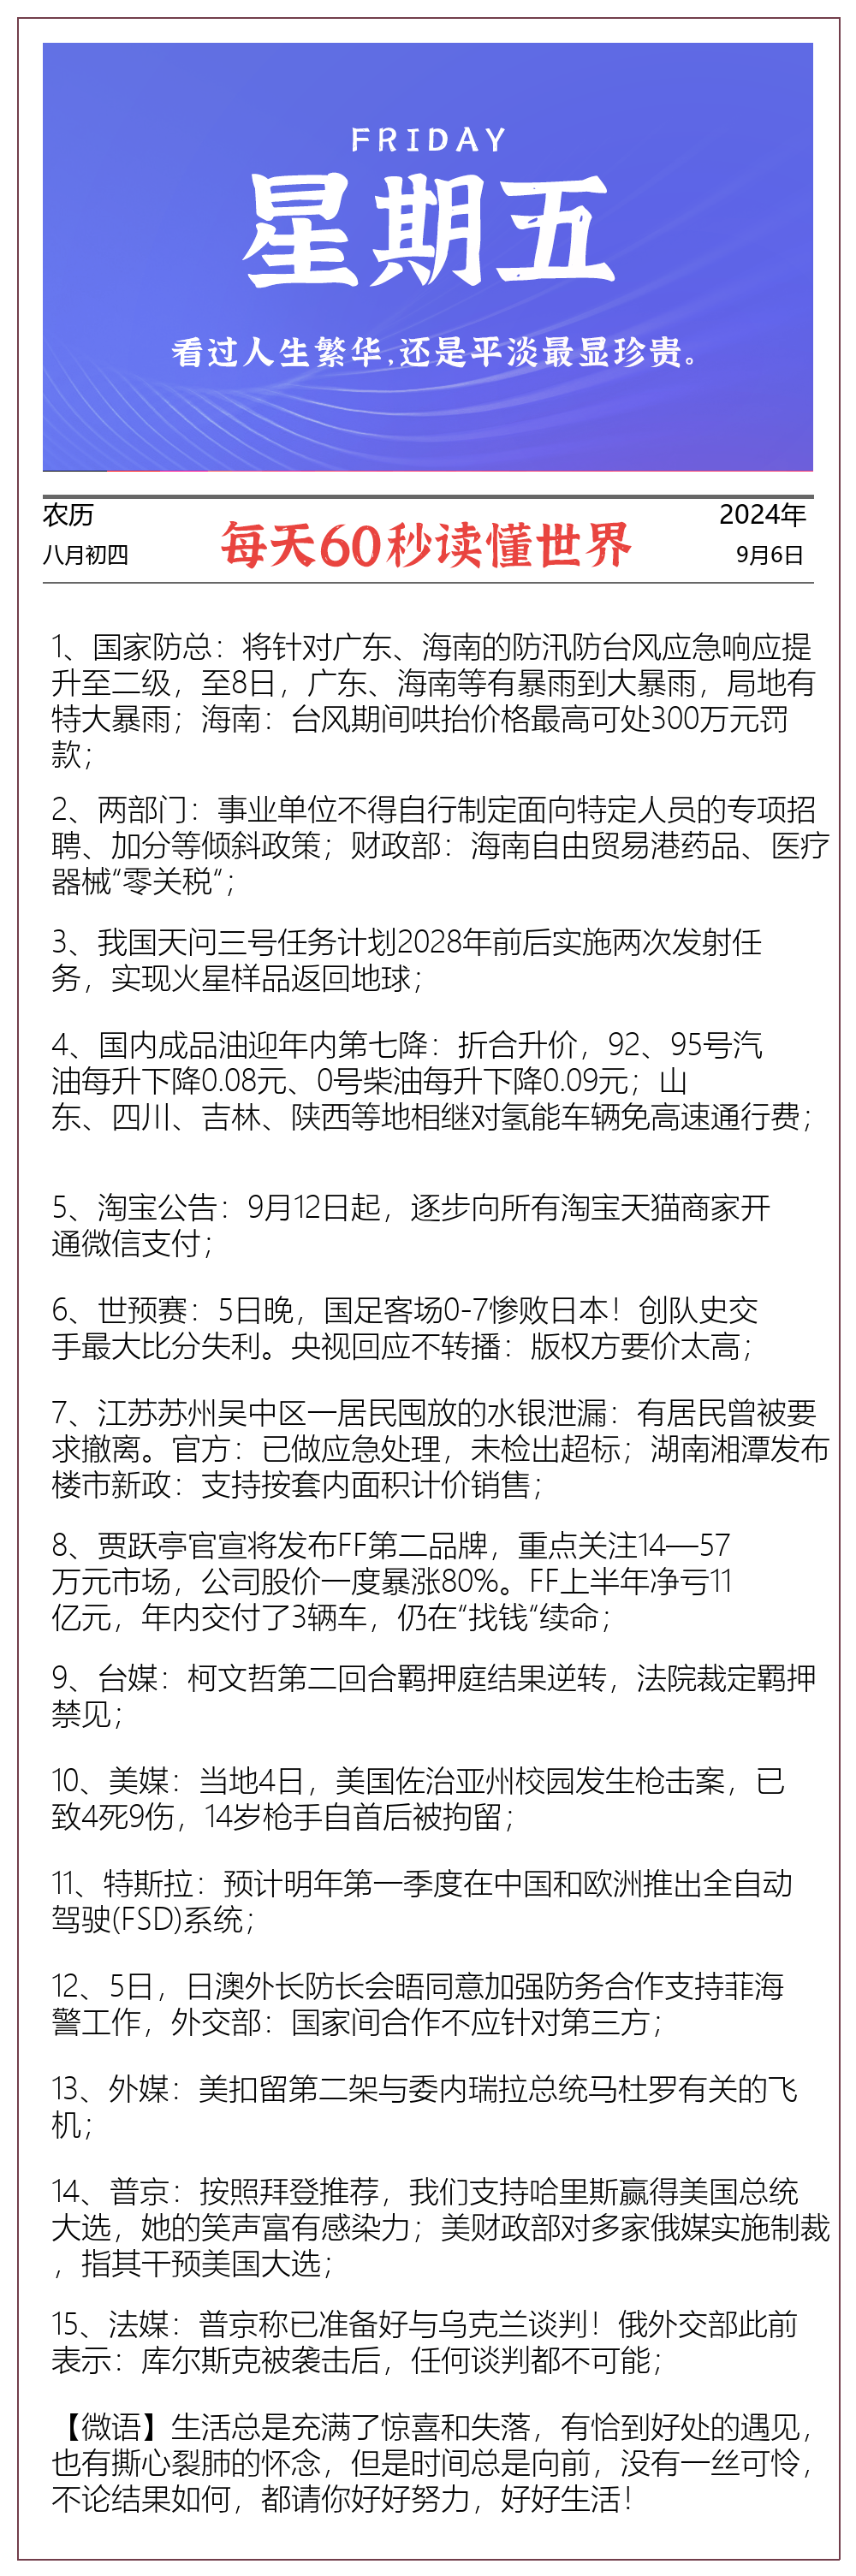 FRIDAY
星期五
看过人生繁华,还是平淡最显珍贵。
农历
八月初四
每天60秒读懂世界
2024年
9月6日
1、国家防总：将针对广东、海南的防汛防台风应急响应提
升至二级，至8日，广东、海南等有暴雨到大暴雨，局地有
特大暴雨；海南：台风期间哄抬价格最高可处300万元罚
款；
2、两部门：事业单位不得自行制定面向特定人员的专项招
聘、加分等倾斜政策；财政部：海南自由贸易港药品、医疗
器械“零关税“；
3、我国天问三号任务计划2028年前后实施两次发射任
务，实现火星样品返回地球；
4、国内成品油迎年内第七降：折合升价，92、95号汽
油每升下降0.08元、0号柴油每升下降0.09元；山
东、四川、吉林、陕西等地相继对氢能车辆免高速通行费；
5、淘宝公告：9月12日起，逐步向所有淘宝天猫商家开
通微信支付；
6、世预赛：5日晚，国足客场0-7惨败日本！创队史交
手最大比分失利。央视回应不转播：版权方要价太高；
7、江苏苏州吴中区一居民囤放的水银泄漏：有居民曾被要
求撤离。官方：已做应急处理，未检出超标；湖南湘潭发布
楼市新政：支持按套内面积计价销售；
8、贾跃亭官宣将发布FF第二品牌，重点关注14—57
万元市场，公司股价一度暴涨80%。FF上半年净亏11
亿元，年内交付了3辆车，仍在“找钱“续命；
9、台媒：柯文哲第二回合羁押庭结果逆转，法院裁定羁押
禁见；
10、美媒：当地4日，美国佐治亚州校园发生枪击案，已
致4死9伤，14岁枪手自首后被拘留；
11、特斯拉：预计明年第一季度在中国和欧洲推出全自动
驾驶(FSD)系统；
12、5日，日澳外长防长会晤同意加强防务合作支持菲海
警工作，外交部：国家间合作不应针对第三方；
13、外媒：美扣留第二架与委内瑞拉总统马杜罗有关的飞
机；
14、普京：按照拜登推荐，我们支持哈里斯赢得美国总统
大选，她的笑声富有感染力；美财政部对多家俄媒实施制裁
，指其干预美国大选；
15、法媒：普京称已准备好与乌克兰谈判！俄外交部此前
表示：库尔斯克被袭击后，任何谈判都不可能；
【微语】生活总是充满了惊喜和失落，有恰到好处的遇见，
也有撕心裂肺的怀念，但是时间总是向前，没有一丝可怜，
不论结果如何，都请你好好努力，好好生活！